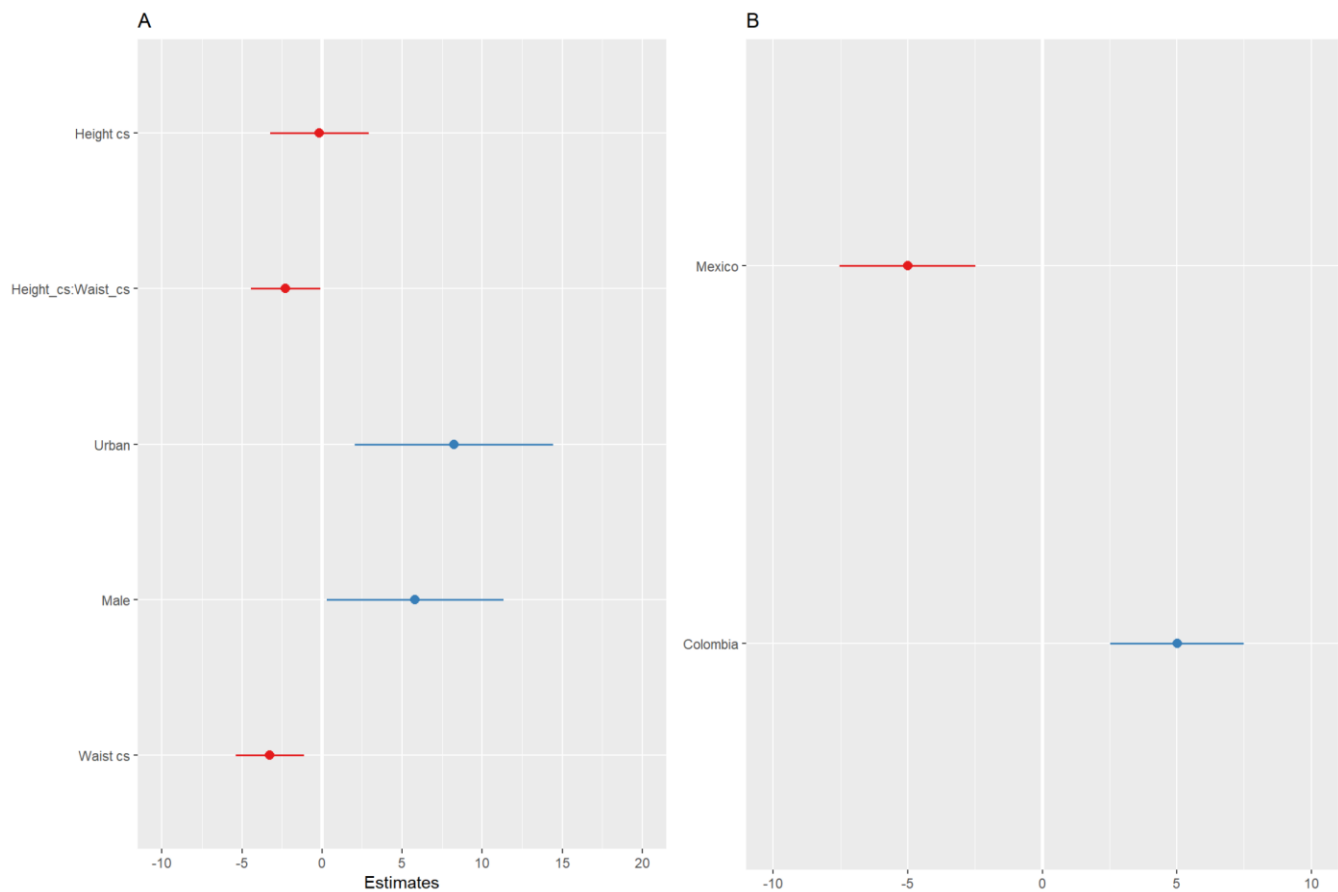 A
Height cs
Height_cs:Waist_cs
Urban
Male
Waist cs
-10 -5 0 5 10 15 20
Estimates
B
Mexico
Colombia
-10 -5 0 5 10